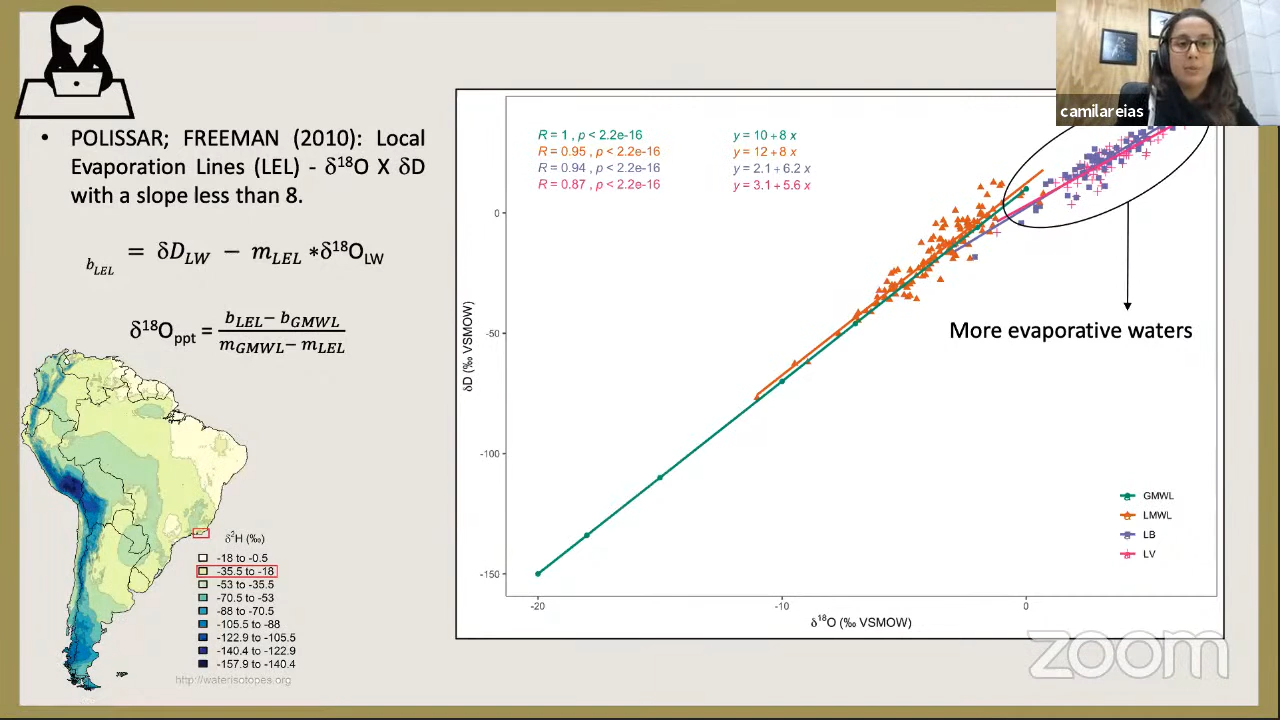 • POLISSAR; FREEMAN (2010): Local
Evaporation Lines (LEL) - δ¹⁸O X δD
with a slope less than 8.
b_LEL = δD_LW − m_LEL *δ¹⁸O_LW
δ¹⁸O_ppt = (b_LEL − b_GMWL) / (m_GMWL − m_LEL)
δ²H (‰)
-18 to -0.5
-35.5 to -18
-53 to -35.5
-70.5 to -53
-88 to -70.5
-105.5 to -88
-122.9 to -105.5
-140.4 to -122.9
-157.9 to -140.4
http://waterisotopes.org
R = 1 , p < 2.2e-16 y = 10 + 8 x
R = 0.95 , p < 2.2e-16 y = 12 + 8 x
R = 0.94 , p < 2.2e-16 y = 2.1 + 6.2 x
R = 0.87 , p < 2.2e-16 y = 3.1 + 5.6 x
0
-50
-100
-150
δD (‰ VSMOW)
-20 -10 0
δ¹⁸O (‰ VSMOW)
More evaporative waters
GMWL
LMWL
LB
LV
camilareias
zoom